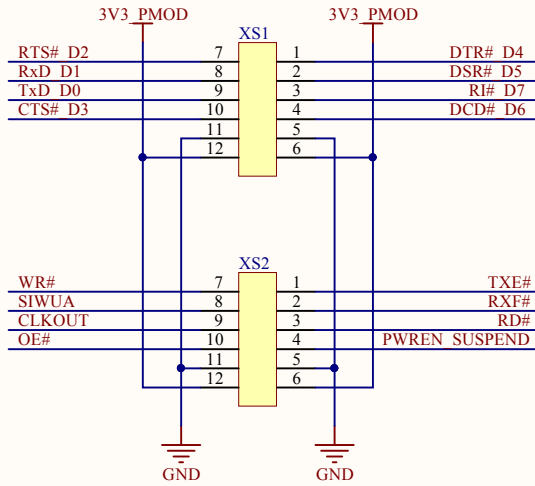 3V3_PMOD 3V3_PMOD
XS1
RTS#_D2 7 1 DTR#_D4
RxD_D1 8 2 DSR#_D5
TxD_D0 9 3 RI#_D7
CTS#_D3 10 4 DCD#_D6
11 5
12 6
XS2
WR# 7 1 TXE#
SIWUA 8 2 RXF#
CLKOUT 9 3 RD#
OE# 10 4 PWREN_SUSPEND
11 5
12 6
GND GND